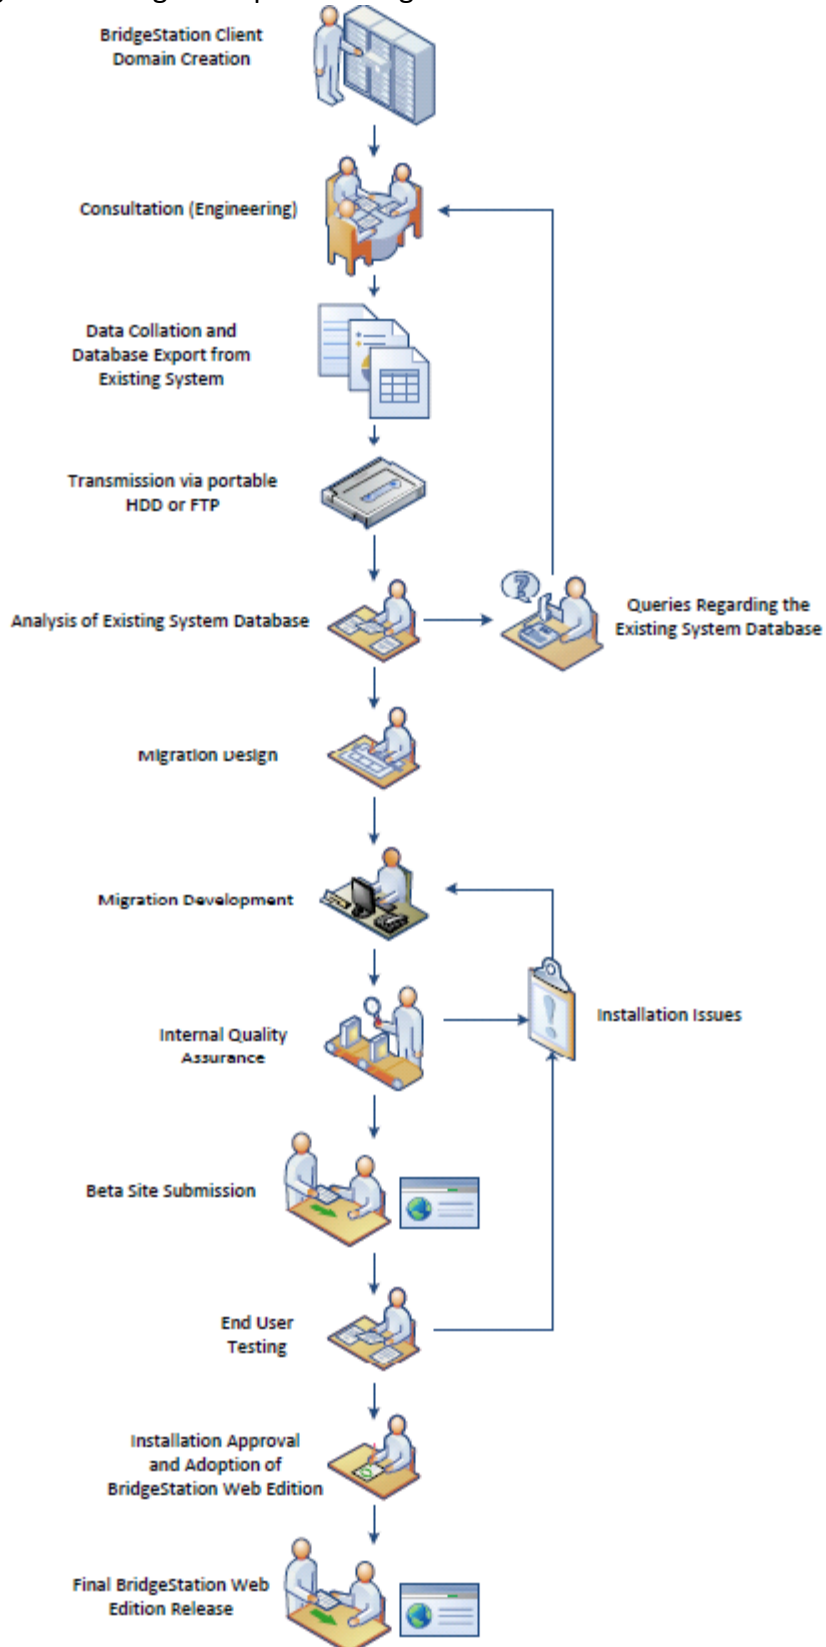 BridgeStation Client
Domain Creation
Consultation (Engineering)
Data Collation and
Database Export from
Existing System
Transmission via portable
HDD or FTP
Analysis of Existing System Database
Queries Regarding the
Existing System Database
Migration Design
Migration Development
Internal Quality
Assurance
Installation Issues
Beta Site Submission
End User
Testing
Installation Approval
and Adoption of
BridgeStation Web Edition
Final BridgeStation Web
Edition Release